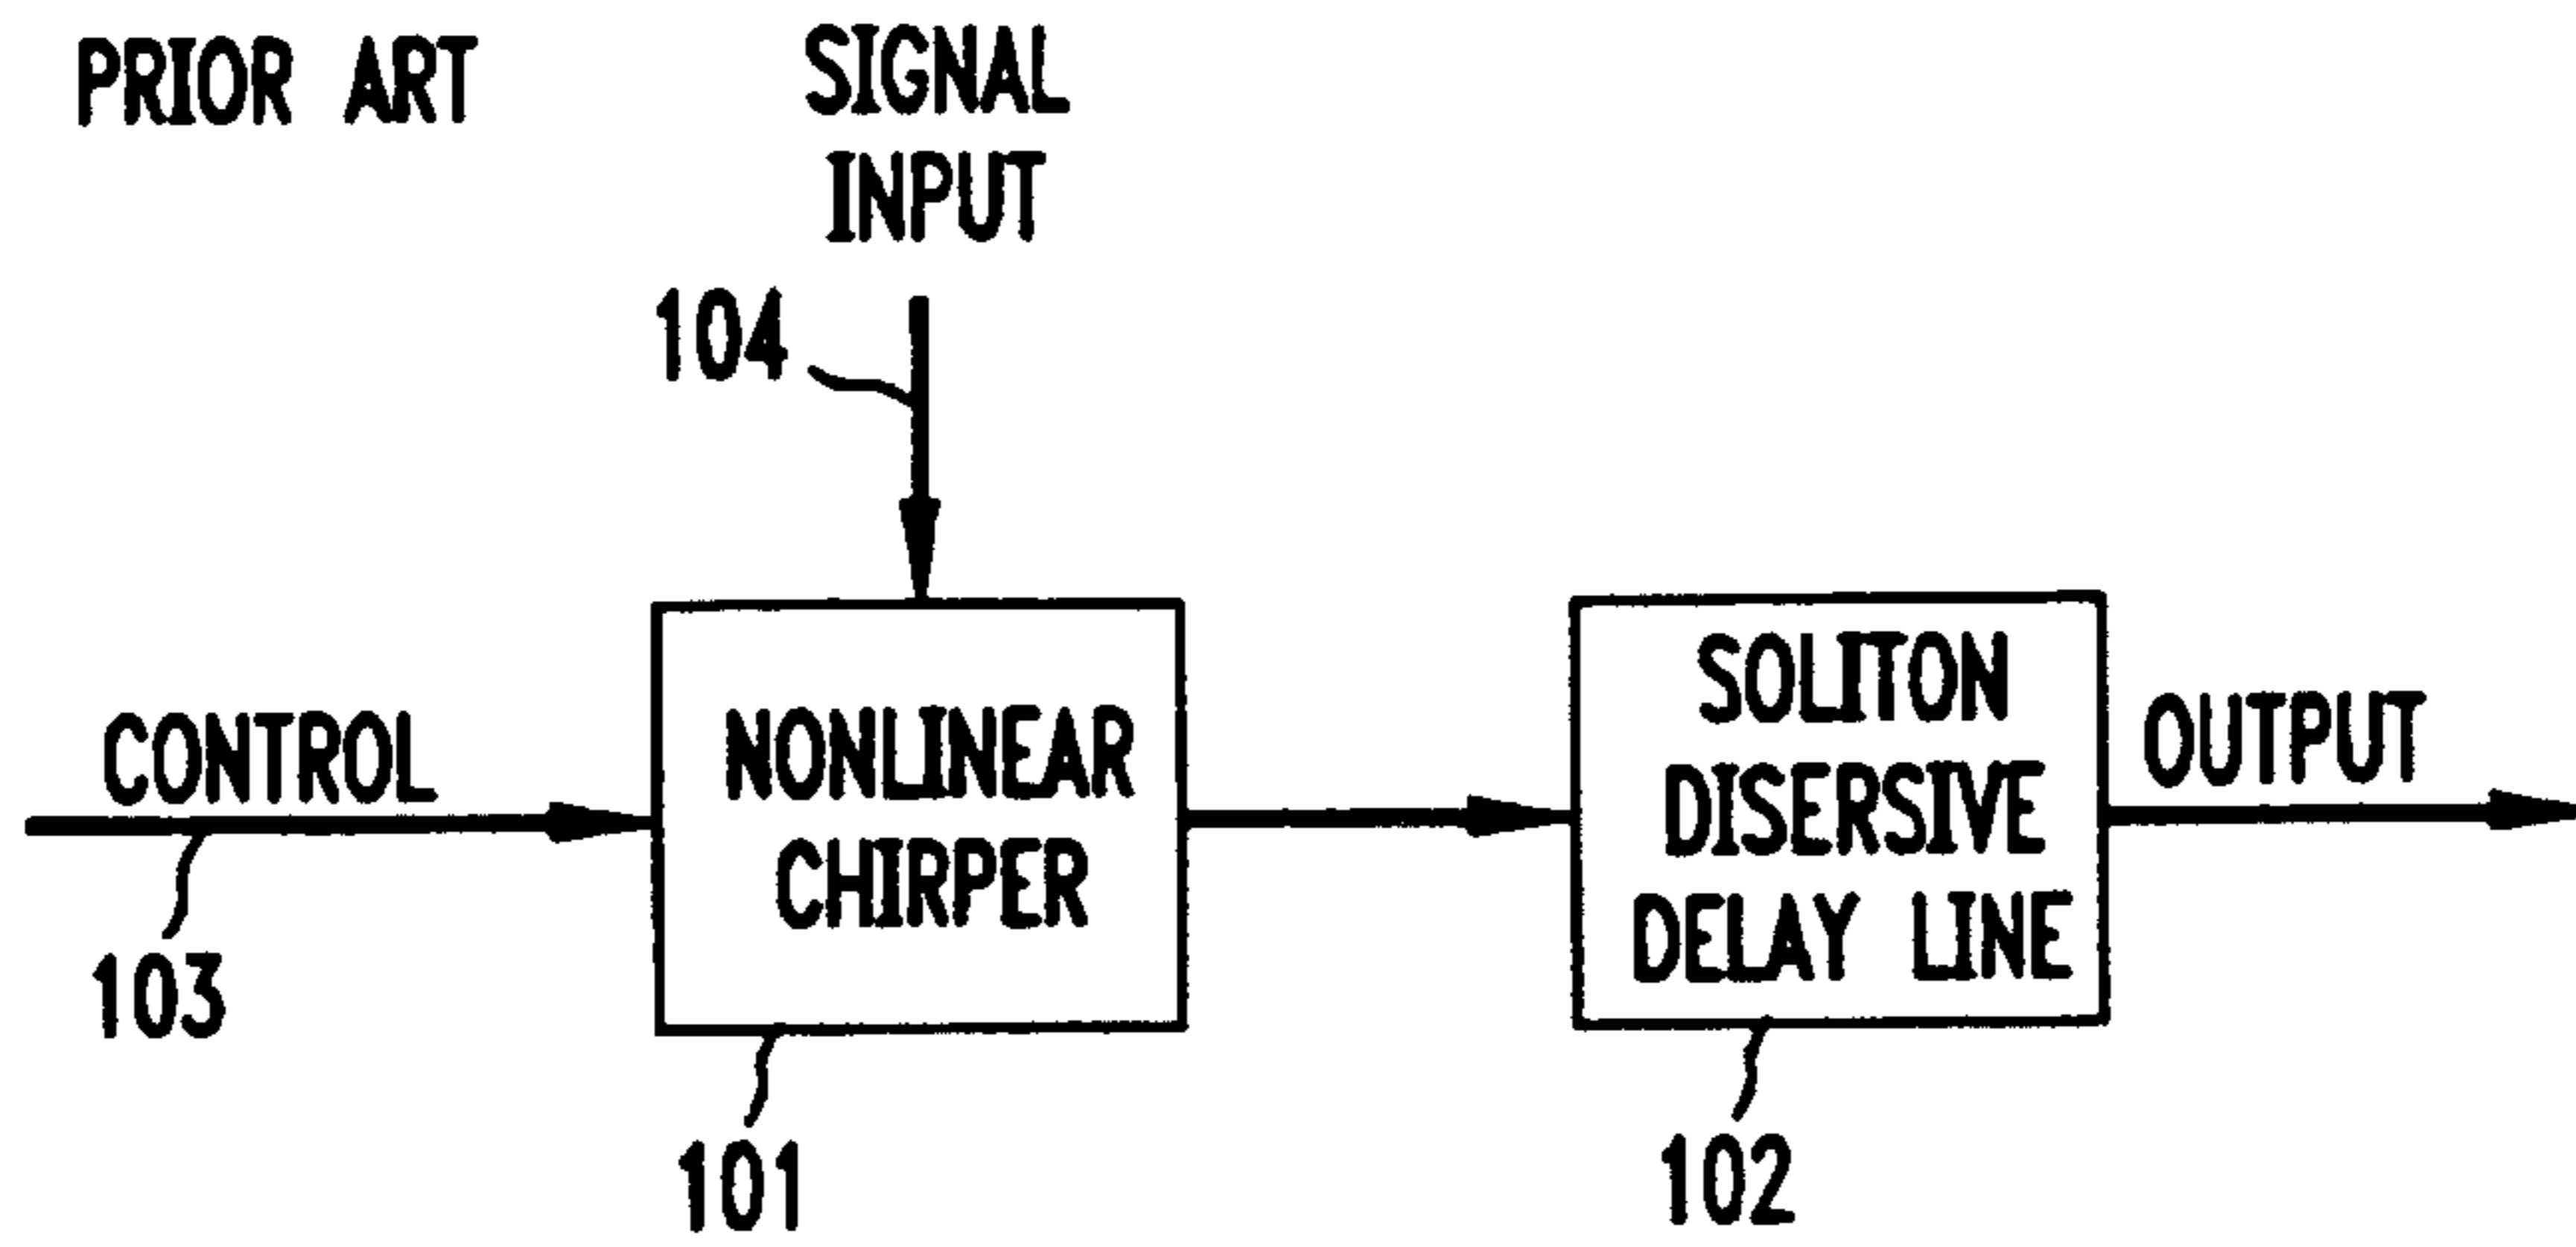 PRIOR ART
SIGNAL
INPUT
104
CONTROL
103
NONLINEAR
CHIRPER
101
SOLITON
DISERSIVE
DELAY LINE
102
OUTPUT